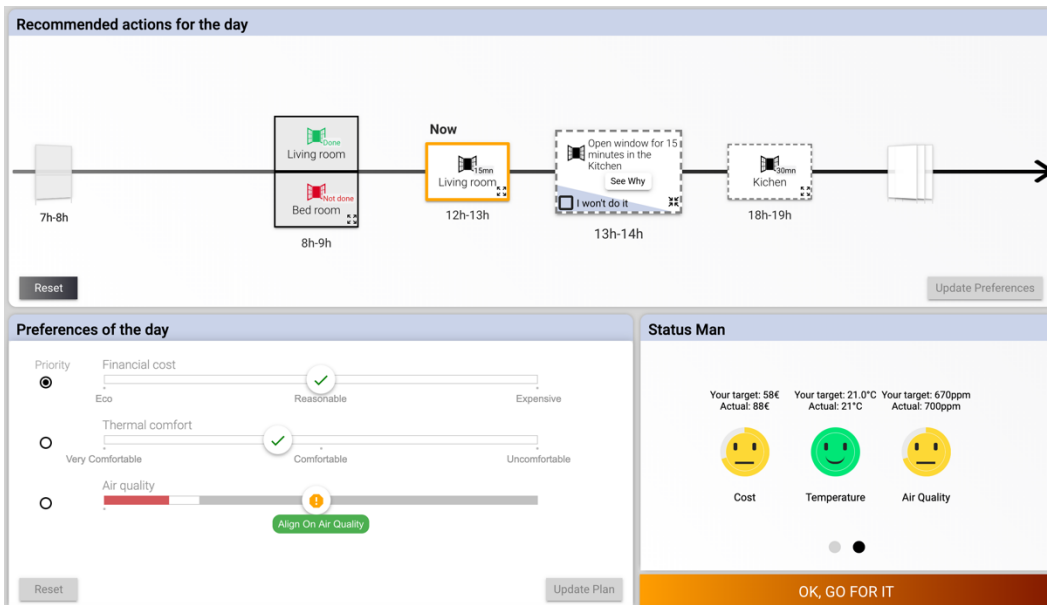 Recommended actions for the day
Done
Living room
Not done
Bed room
Now
15mn
Living room
Open window for 15
minutes in the
Kitchen
See Why
I won't do it
30mn
Kichen
7h-8h
8h-9h
12h-13h
13h-14h
18h-19h
Reset
Update Preferences
Preferences of the day
Priority
Financial cost
Eco
Reasonable
Expensive
Thermal comfort
Very Comfortable
Comfortable
Uncomfortable
Air quality
Align On Air Quality
Reset
Update Plan
Status Man
Your target: 58€
Actual: 88€
Your target: 21.0°C
Actual: 21°C
Your target: 670ppm
Actual: 700ppm
Cost
Temperature
Air Quality
OK, GO FOR IT